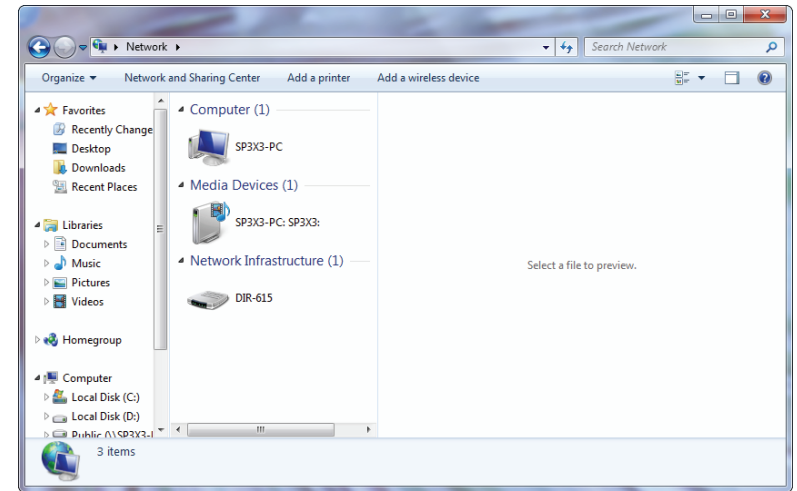 Network
Search Network
Organize
Network and Sharing Center
Add a printer
Add a wireless device
Favorites
Recently Change
Desktop
Downloads
Recent Places
Libraries
Documents
Music
Pictures
Videos
Homegroup
Computer
Local Disk (C:)
Local Disk (D:)
Public (\\SP3X3-
Computer (1)
SP3X3-PC
Media Devices (1)
SP3X3-PC: SP3X3:
Network Infrastructure (1)
DIR-615
Select a file to preview.
3 items